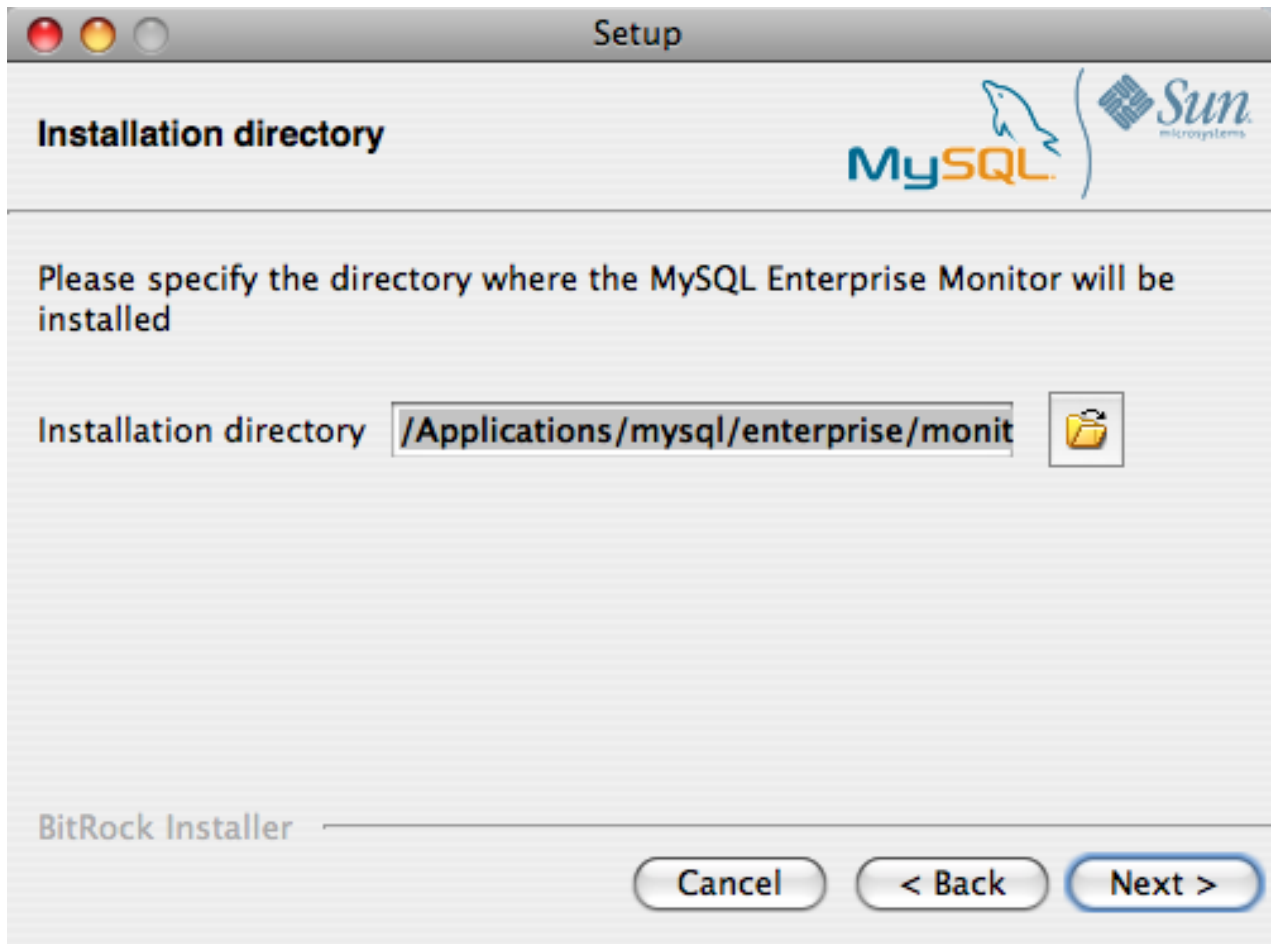 Setup
Installation directory
MySQL
Sun
microsystems
Please specify the directory where the MySQL Enterprise Monitor will be
installed
Installation directory /Applications/mysql/enterprise/monit
BitRock Installer
Cancel < Back Next >